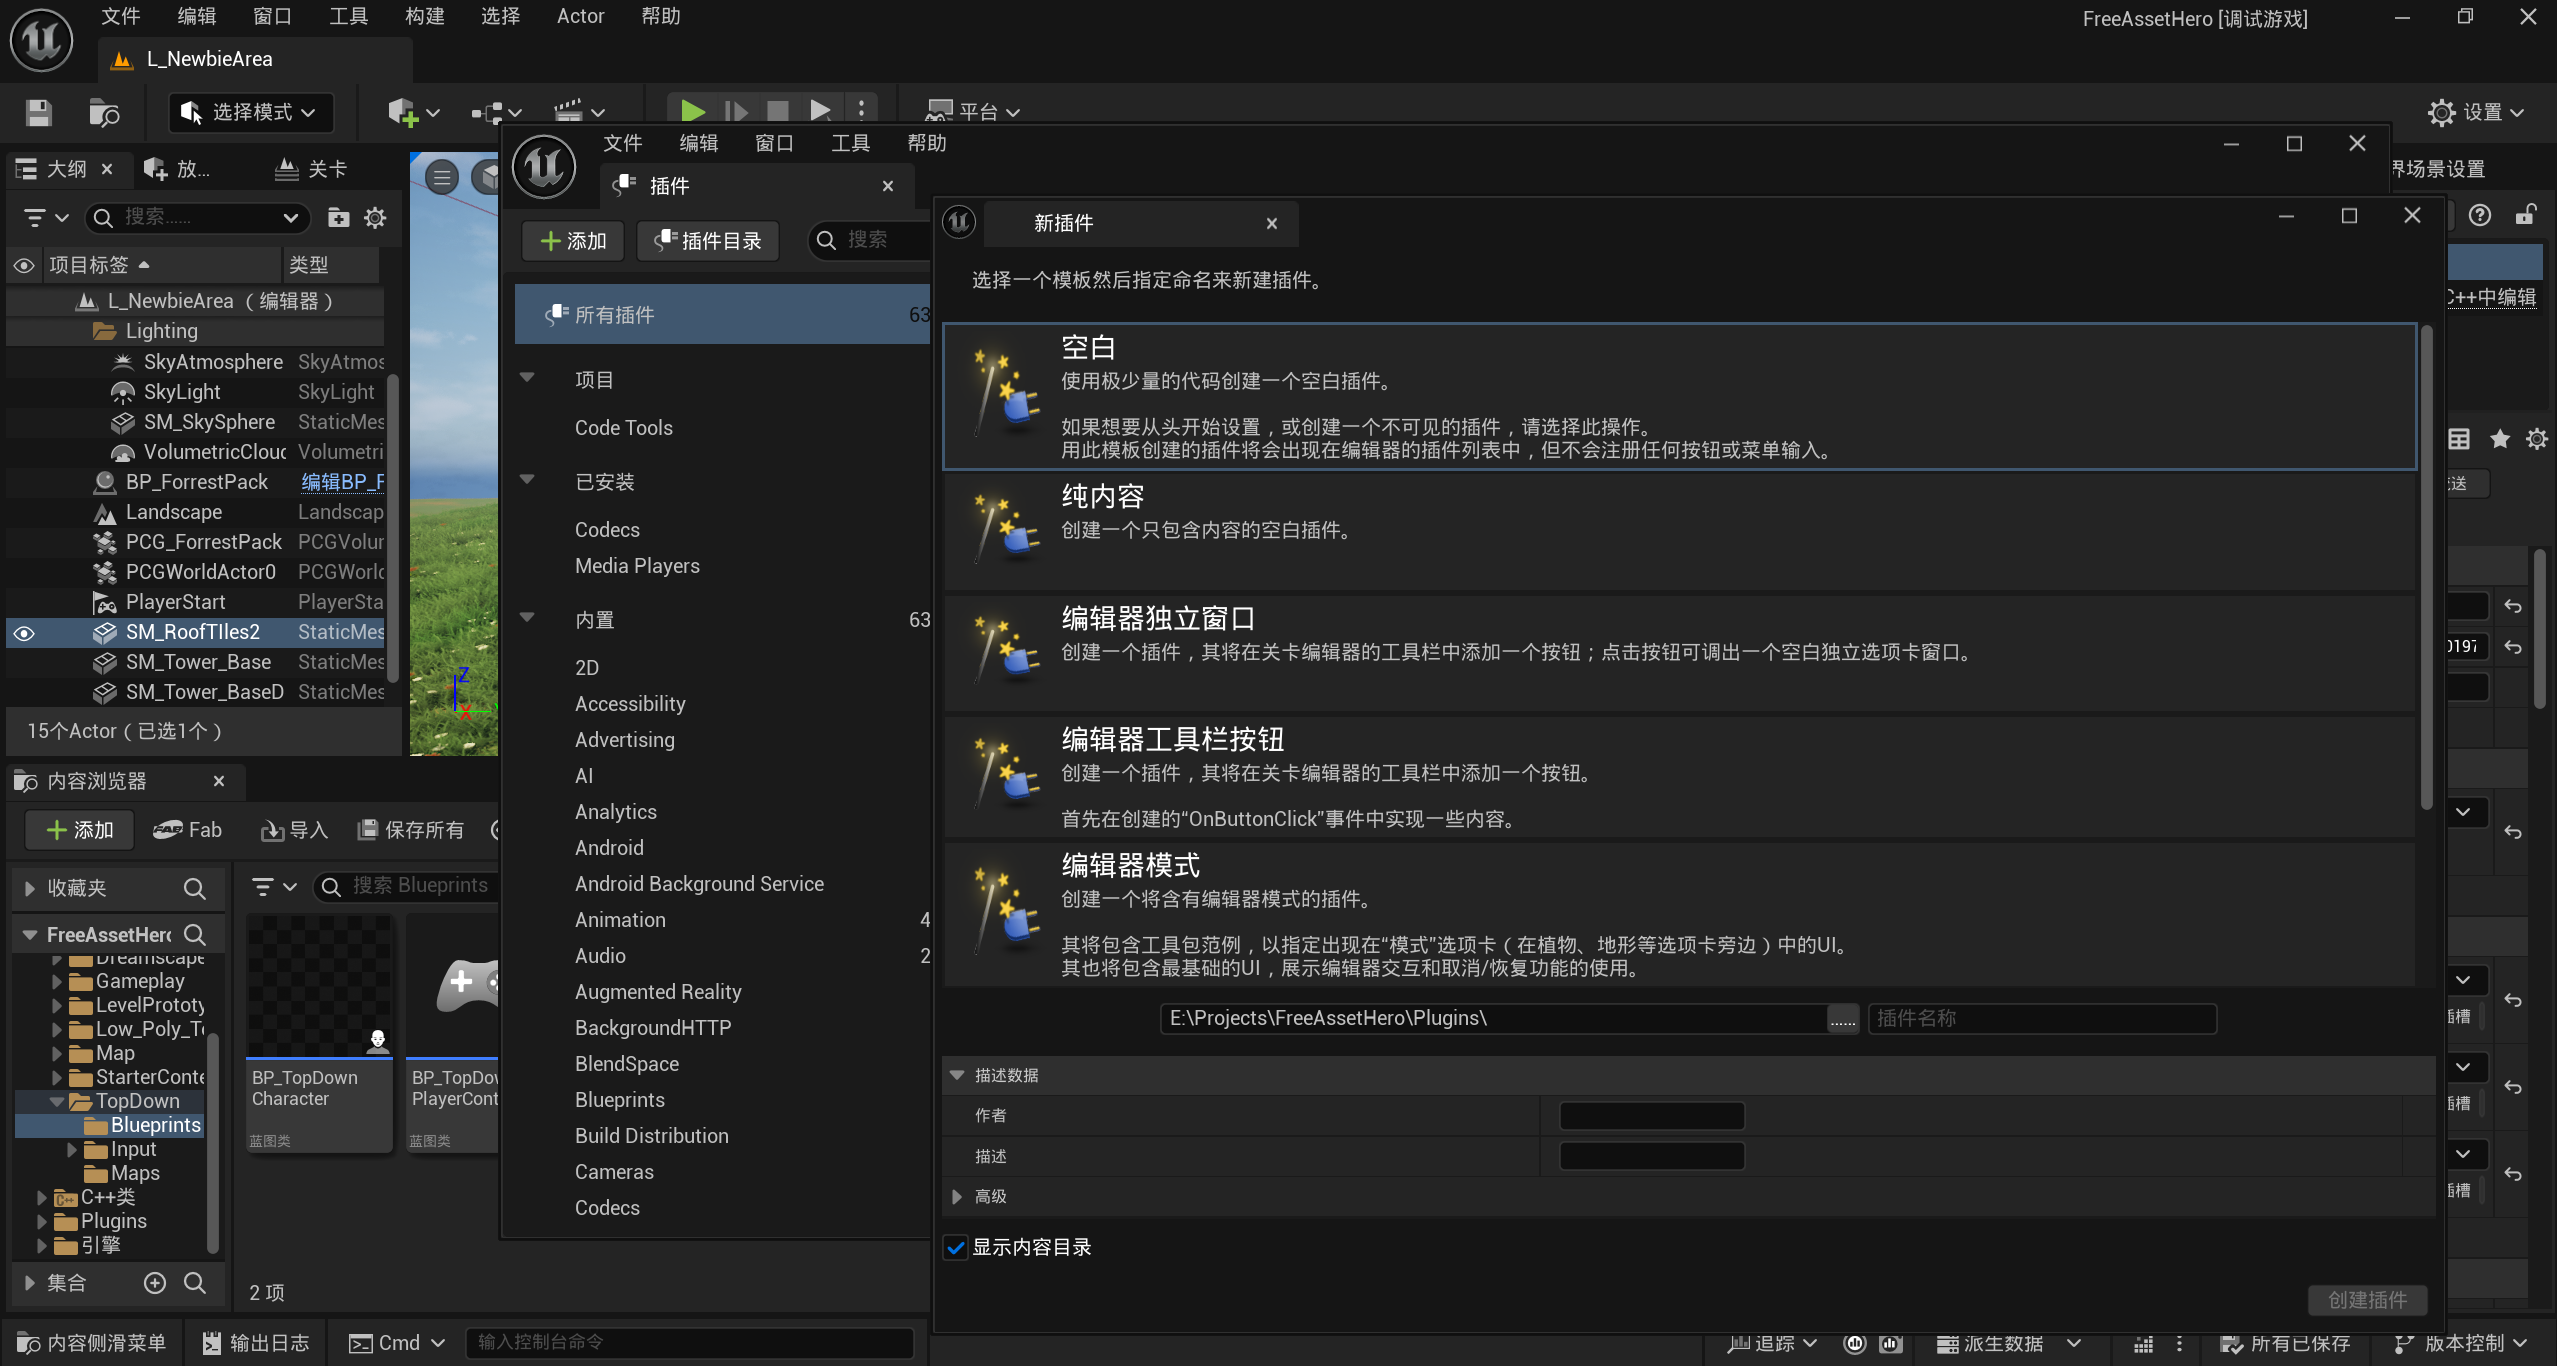 文件 编辑 窗口 工具 构建 选择 Actor 帮助
FreeAssetHero [调试游戏]
L_NewbieArea
选择模式
平台
设置
大纲
放...
关卡
界场景设置
搜索......
项目标签
类型
L_NewbieArea （编辑器）
Lighting
SkyAtmosphere SkyAtmos
SkyLight SkyLight
SM_SkySphere StaticMes
VolumetricCloud Volumetri
BP_ForrestPack 编辑BP_F
Landscape Landscap
PCG_ForrestPack PCGVolur
PCGWorldActor0 PCGWorld
PlayerStart PlayerSta
SM_RoofTIles2 StaticMes
SM_Tower_Base StaticMes
SM_Tower_BaseD StaticMes
15个Actor（已选1个）
Z
X
内容浏览器
添加
Fab
导入
保存所有
收藏夹
搜索 Blueprints
FreeAssetHero
Dreamscape
Gameplay
LevelPrototy
Low_Poly_To
Map
StarterConte
TopDown
Blueprints
Input
Maps
C++类
Plugins
引擎
集合
BP_TopDown
Character
蓝图类
BP_TopDow
PlayerCont
蓝图类
2 项
文件 编辑 窗口 工具 帮助
插件
添加
插件目录
搜索
所有插件 63
项目
Code Tools
已安装
Codecs
Media Players
内置 63
2D
Accessibility
Advertising
AI
Analytics
Android
Android Background Service
Animation 4
Audio 2
Augmented Reality
BackgroundHTTP
BlendSpace
Blueprints
Build Distribution
Cameras
Codecs
新插件
选择一个模板然后指定命名来新建插件。
空白
使用极少量的代码创建一个空白插件。
如果想要从头开始设置，或创建一个不可见的插件，请选择此操作。
用此模板创建的插件将会出现在编辑器的插件列表中，但不会注册任何按钮或菜单输入。
纯内容
创建一个只包含内容的空白插件。
编辑器独立窗口
创建一个插件，其将在关卡编辑器的工具栏中添加一个按钮；点击按钮可调出一个空白独立选项卡窗口。
编辑器工具栏按钮
创建一个插件，其将在关卡编辑器的工具栏中添加一个按钮。
首先在创建的“OnButtonClick”事件中实现一些内容。
编辑器模式
创建一个将含有编辑器模式的插件。
其将包含工具包范例，以指定出现在“模式”选项卡（在植物、地形等选项卡旁边）中的UI。
其也将包含最基础的UI，展示编辑器交互和取消/恢复功能的使用。
E:\Projects\FreeAssetHero\Plugins\
......
插件名称
描述数据
作者
描述
高级
显示内容目录
创建插件
C++中编辑
送
0197
插槽
插槽
插槽
内容侧滑菜单
输出日志
Cmd
输入控制台命令
追踪
派生数据
所有已保存
版本控制